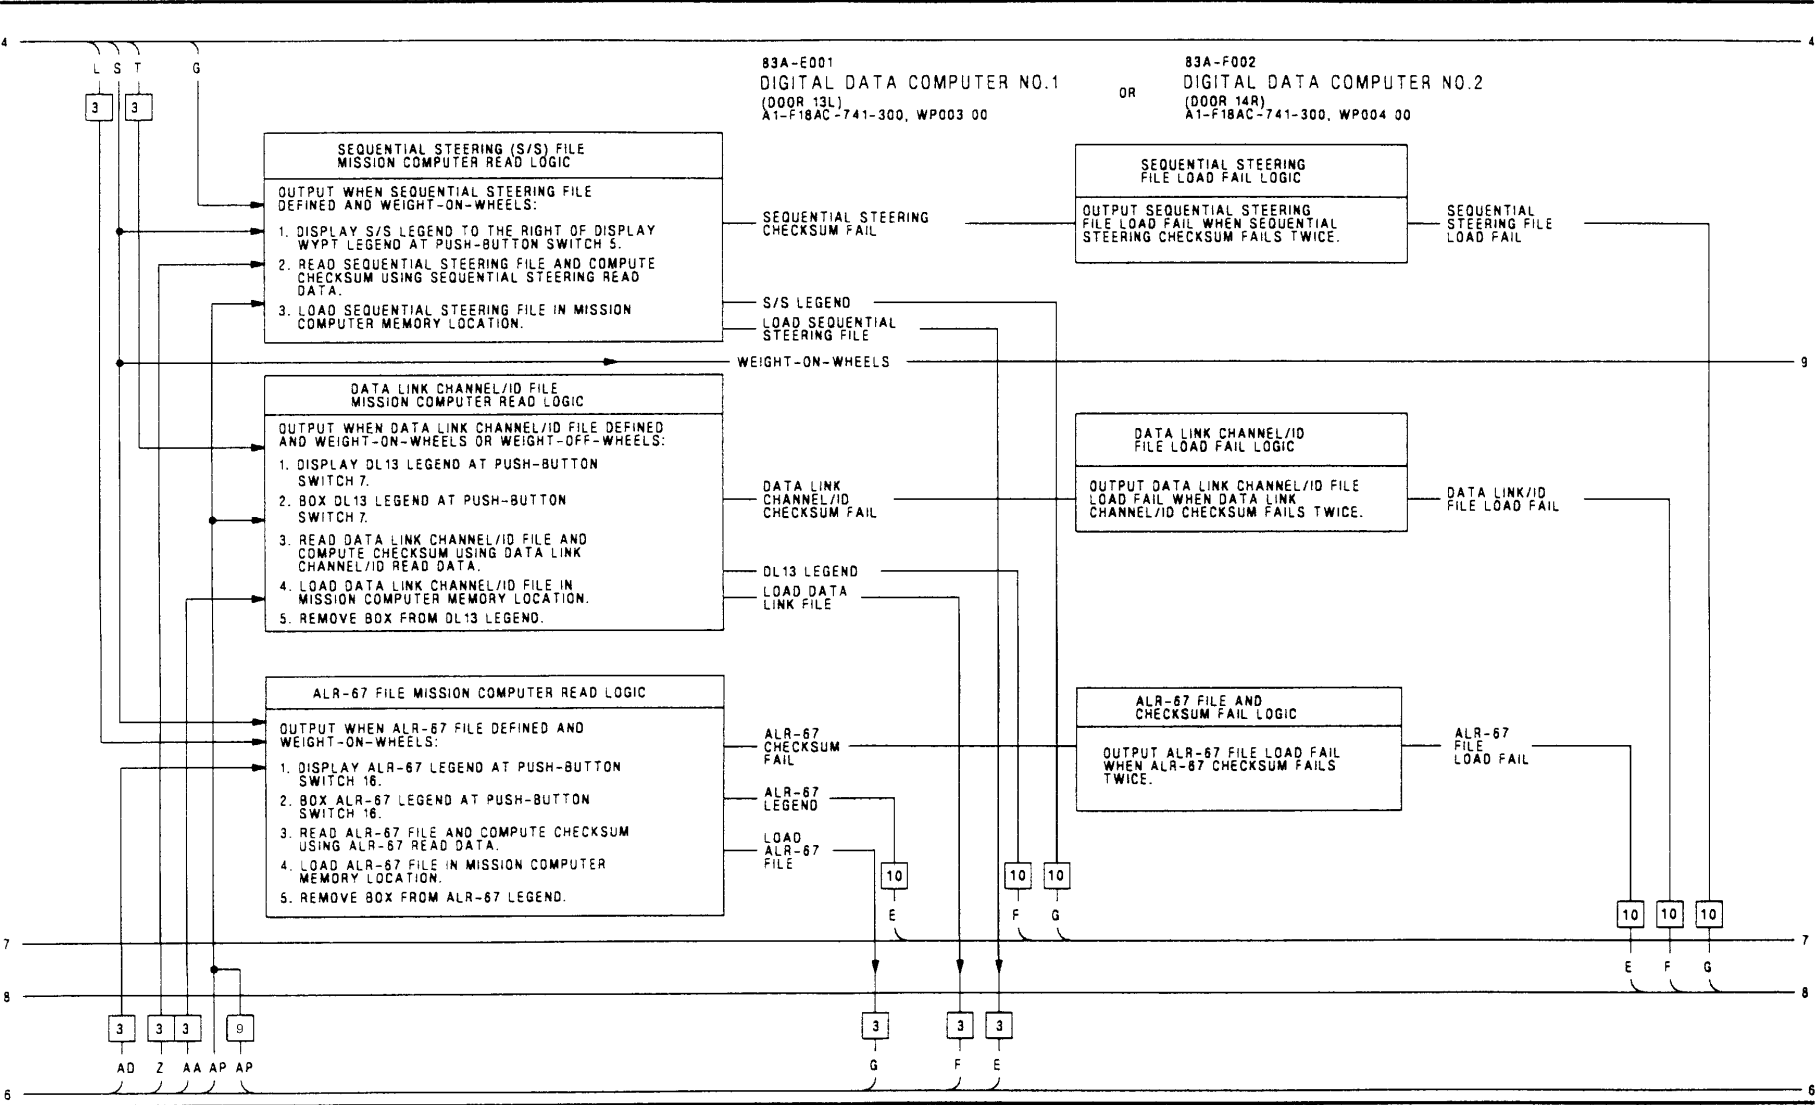 4
4
L S T G
3
3
83A-E001
DIGITAL DATA COMPUTER NO.1
(DOOR 13L)
A1-F18AC-741-300, WP003 00
OR
83A-F002
DIGITAL DATA COMPUTER NO.2
(DOOR 14R)
A1-F18AC-741-300, WP004 00
SEQUENTIAL STEERING (S/S) FILE
MISSION COMPUTER READ LOGIC
OUTPUT WHEN SEQUENTIAL STEERING FILE
DEFINED AND WEIGHT-ON-WHEELS:
1. DISPLAY S/S LEGEND TO THE RIGHT OF DISPLAY
WYPT LEGEND AT PUSH-BUTTON SWITCH 5.
2. READ SEQUENTIAL STEERING FILE AND COMPUTE
CHECKSUM USING SEQUENTIAL STEERING READ
DATA.
3. LOAD SEQUENTIAL STEERING FILE IN MISSION
COMPUTER MEMORY LOCATION.
SEQUENTIAL STEERING
CHECKSUM FAIL
SEQUENTIAL STEERING
FILE LOAD FAIL LOGIC
OUTPUT SEQUENTIAL STEERING
FILE LOAD FAIL WHEN SEQUENTIAL
STEERING CHECKSUM FAILS TWICE.
SEQUENTIAL
STEERING FILE
LOAD FAIL
S/S LEGEND
LOAD SEQUENTIAL
STEERING FILE
WEIGHT-ON-WHEELS
9
DATA LINK CHANNEL/ID FILE
MISSION COMPUTER READ LOGIC
OUTPUT WHEN DATA LINK CHANNEL/ID FILE DEFINED
AND WEIGHT-ON-WHEELS OR WEIGHT-OFF-WHEELS:
1. DISPLAY DL13 LEGEND AT PUSH-BUTTON
SWITCH 7.
2. BOX DL13 LEGEND AT PUSH-BUTTON
SWITCH 7.
3. READ DATA LINK CHANNEL/ID FILE AND
COMPUTE CHECKSUM USING DATA LINK
CHANNEL/ID READ DATA.
4. LOAD DATA LINK CHANNEL/ID FILE IN
MISSION COMPUTER MEMORY LOCATION.
5. REMOVE BOX FROM DL13 LEGEND.
DATA LINK
CHANNEL/ID
CHECKSUM FAIL
DATA LINK CHANNEL/ID
FILE LOAD FAIL LOGIC
OUTPUT DATA LINK CHANNEL/ID FILE
LOAD FAIL WHEN DATA LINK
CHANNEL/ID CHECKSUM FAILS TWICE.
DATA LINK/ID
FILE LOAD FAIL
DL13 LEGEND
LOAD DATA
LINK FILE
ALR-67 FILE MISSION COMPUTER READ LOGIC
OUTPUT WHEN ALR-67 FILE DEFINED AND
WEIGHT-ON-WHEELS:
1. DISPLAY ALR-67 LEGEND AT PUSH-BUTTON
SWITCH 16.
2. BOX ALR-67 LEGEND AT PUSH-BUTTON
SWITCH 16.
3. READ ALR-67 FILE AND COMPUTE CHECKSUM
USING ALR-67 READ DATA.
4. LOAD ALR-67 FILE IN MISSION COMPUTER
MEMORY LOCATION.
5. REMOVE BOX FROM ALR-67 LEGEND.
ALR-67
CHECKSUM
FAIL
ALR-67
LEGEND
LOAD
ALR-67
FILE
ALR-67 FILE AND
CHECKSUM FAIL LOGIC
OUTPUT ALR-67 FILE LOAD FAIL
WHEN ALR-67 CHECKSUM FAILS
TWICE.
ALR-67
FILE
LOAD FAIL
10 10 10
E F G
10 10 10
7
7
E F G
8
8
3 3 3 9
3 3 3
AD Z AA AP AP
G F E
6
6